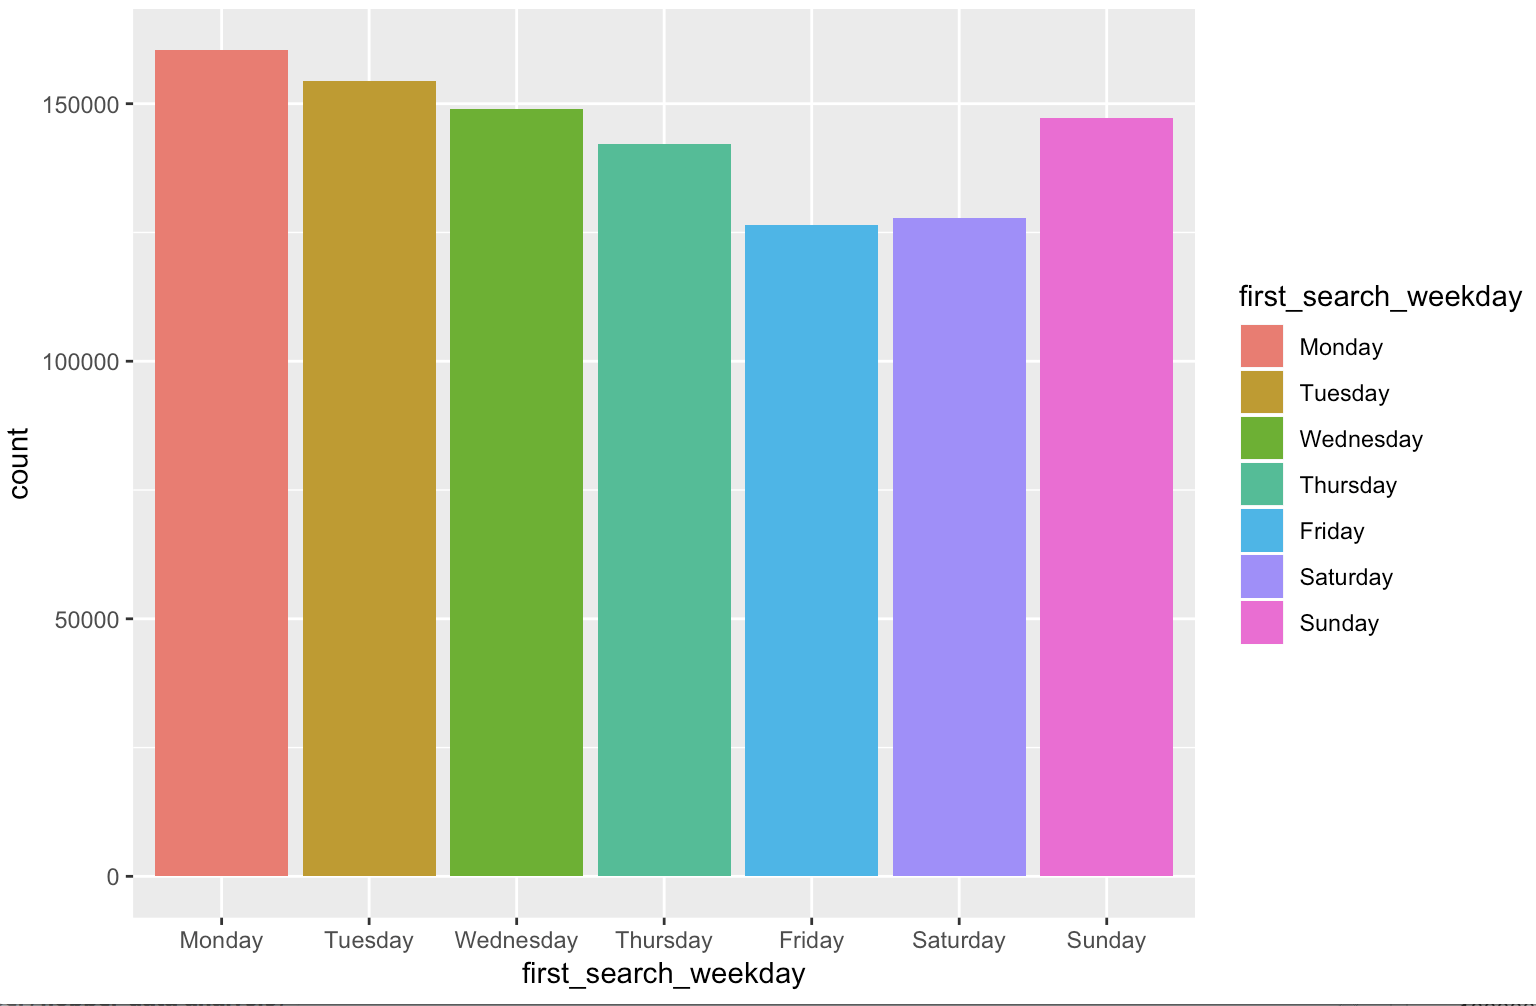 150000
100000
50000
0
count
Monday Tuesday Wednesday Thursday Friday Saturday Sunday
first_search_weekday
first_search_weekday
Monday
Tuesday
Wednesday
Thursday
Friday
Saturday
Sunday